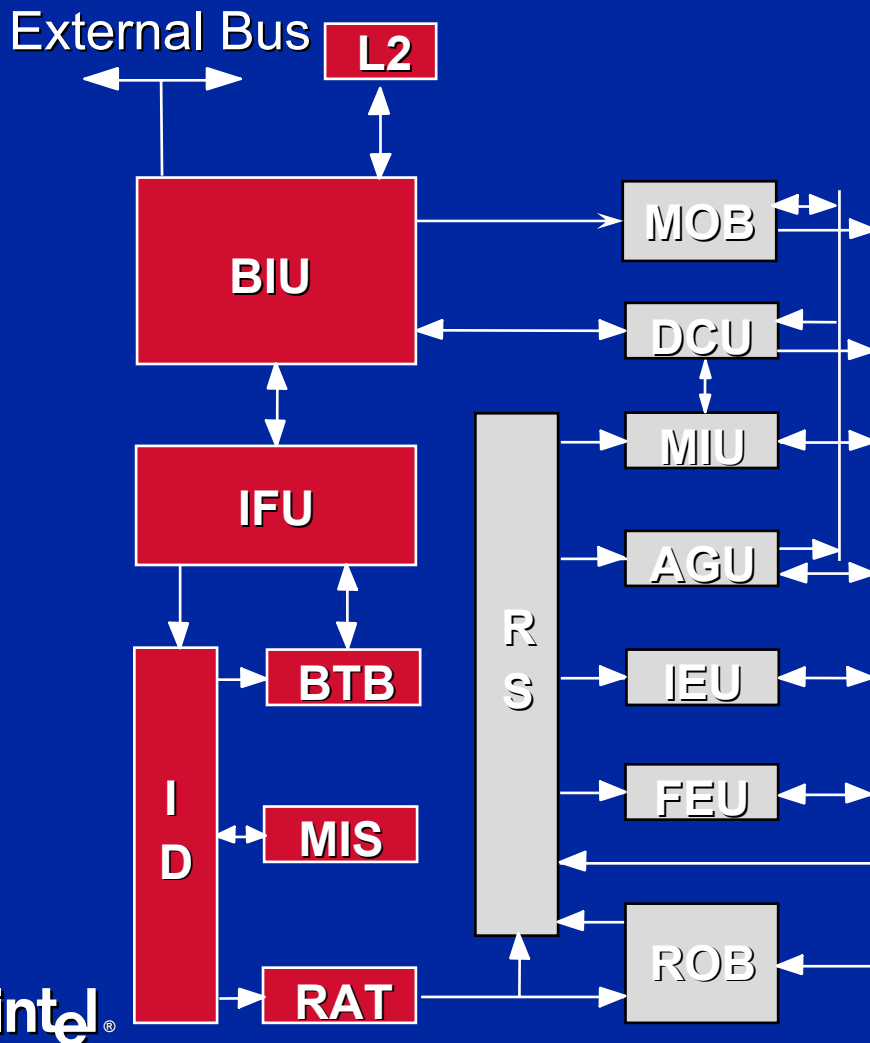 External Bus
L2
BIU
MOB
DCU
MIU
IFU
AGU
R
S
BTB
IEU
I
D
MIS
FEU
RAT
ROB
intel®